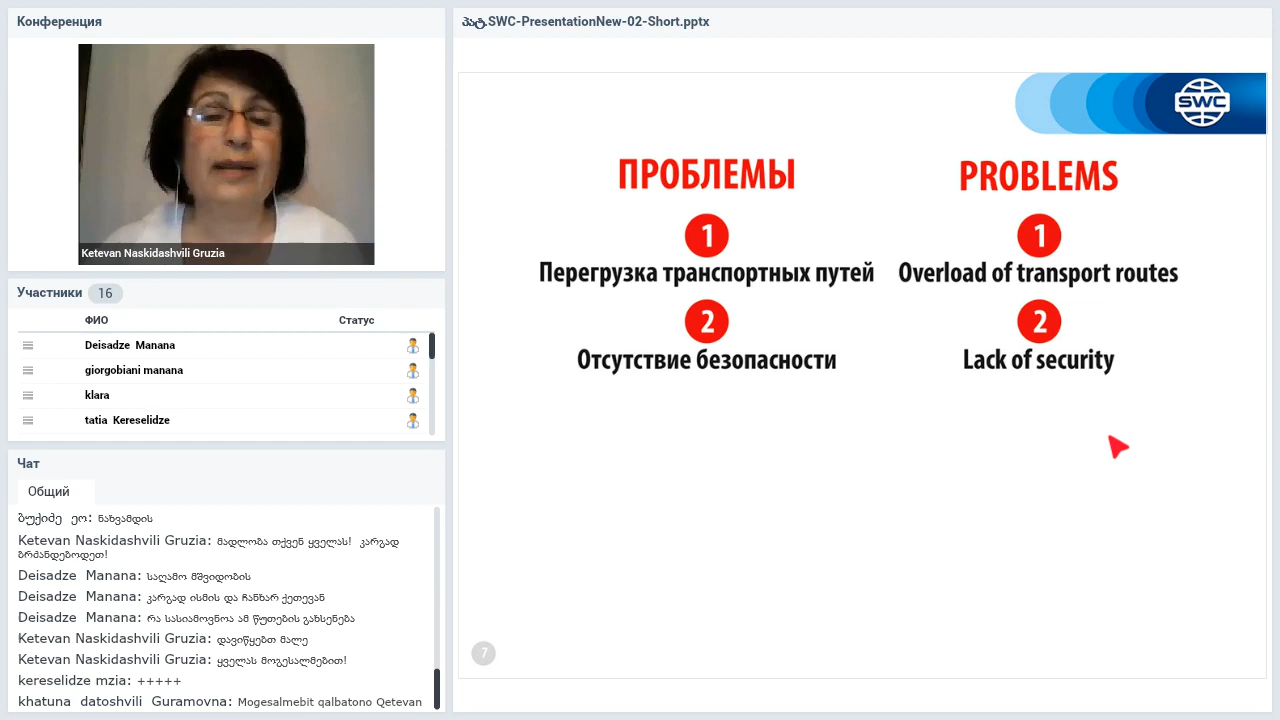 Конференция
Ketevan Naskidashvili Gruzia
Участники 16
ФИО Статус
Deisadze Manana
giorgobiani manana
klara
tatia Kereselidze
Чат
Общий
ბუქიძე ეო: ნახვამდის
Ketevan Naskidashvili Gruzia: მადლობა თქვენ ყველას! კარგად
ბრძანდებოდეთ!
Deisadze Manana: საღამო მშვიდობის
Deisadze Manana: კარგად ისმის და ჩანხარ ქეთევან
Deisadze Manana: რა სასიამოვნოა ამ წუთების გახსენება
Ketevan Naskidashvili Gruzia: დავიწყებთ მალე
Ketevan Naskidashvili Gruzia: ყველას მოგესალმებით!
kereselidze mzia: +++++
khatuna datoshvili Guramovna: Mogesalmebit qalbatono Qetevan
პატ.SWC-PresentationNew-02-Short.pptx
SWC
ПРОБЛЕМЫ
1
Перегрузка транспортных путей
2
Отсутствие безопасности
PROBLEMS
1
Overload of transport routes
2
Lack of security
7